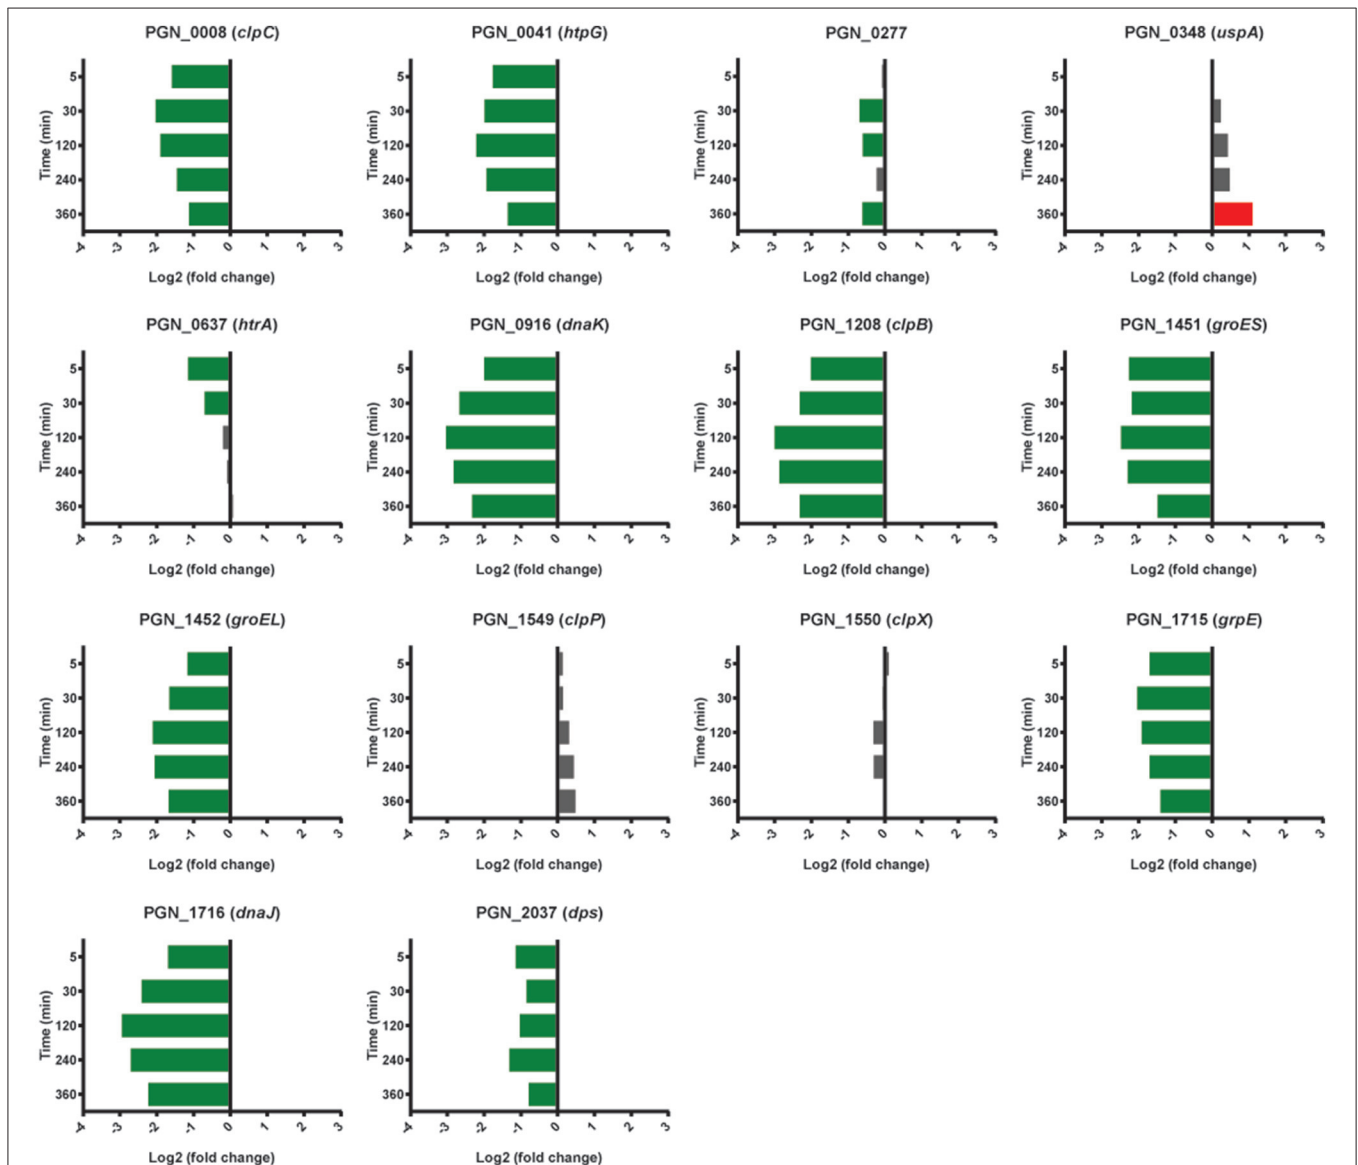 PGN_0008 (clpC) PGN_0041 (htpG) PGN_0277 PGN_0348 (uspA)
Time (min) Time (min) Time (min) Time (min)
5 5 5 5
30 30 30 30
120 120 120 120
240 240 240 240
360 360 360 360
-4 -3 -2 -1 0 1 2 3 -4 -3 -2 -1 0 1 2 3 -4 -3 -2 -1 0 1 2 3 -4 -3 -2 -1 0 1 2 3
Log2 (fold change) Log2 (fold change) Log2 (fold change) Log2 (fold change)
PGN_0637 (htrA) PGN_0916 (dnaK) PGN_1208 (clpB) PGN_1451 (groES)
Time (min) Time (min) Time (min) Time (min)
5 5 5 5
30 30 30 30
120 120 120 120
240 240 240 240
360 360 360 360
-4 -3 -2 -1 0 1 2 3 -4 -3 -2 -1 0 1 2 3 -4 -3 -2 -1 0 1 2 3 -4 -3 -2 -1 0 1 2 3
Log2 (fold change) Log2 (fold change) Log2 (fold change) Log2 (fold change)
PGN_1452 (groEL) PGN_1549 (clpP) PGN_1550 (clpX) PGN_1715 (grpE)
Time (min) Time (min) Time (min) Time (min)
5 5 5 5
30 30 30 30
120 120 120 120
240 240 240 240
360 360 360 360
-4 -3 -2 -1 0 1 2 3 -4 -3 -2 -1 0 1 2 3 -4 -3 -2 -1 0 1 2 3 -4 -3 -2 -1 0 1 2 3
Log2 (fold change) Log2 (fold change) Log2 (fold change) Log2 (fold change)
PGN_1716 (dnaJ) PGN_2037 (dps)
Time (min) Time (min)
5 5
30 30
120 120
240 240
360 360
-4 -3 -2 -1 0 1 2 3 -4 -3 -2 -1 0 1 2 3
Log2 (fold change) Log2 (fold change)